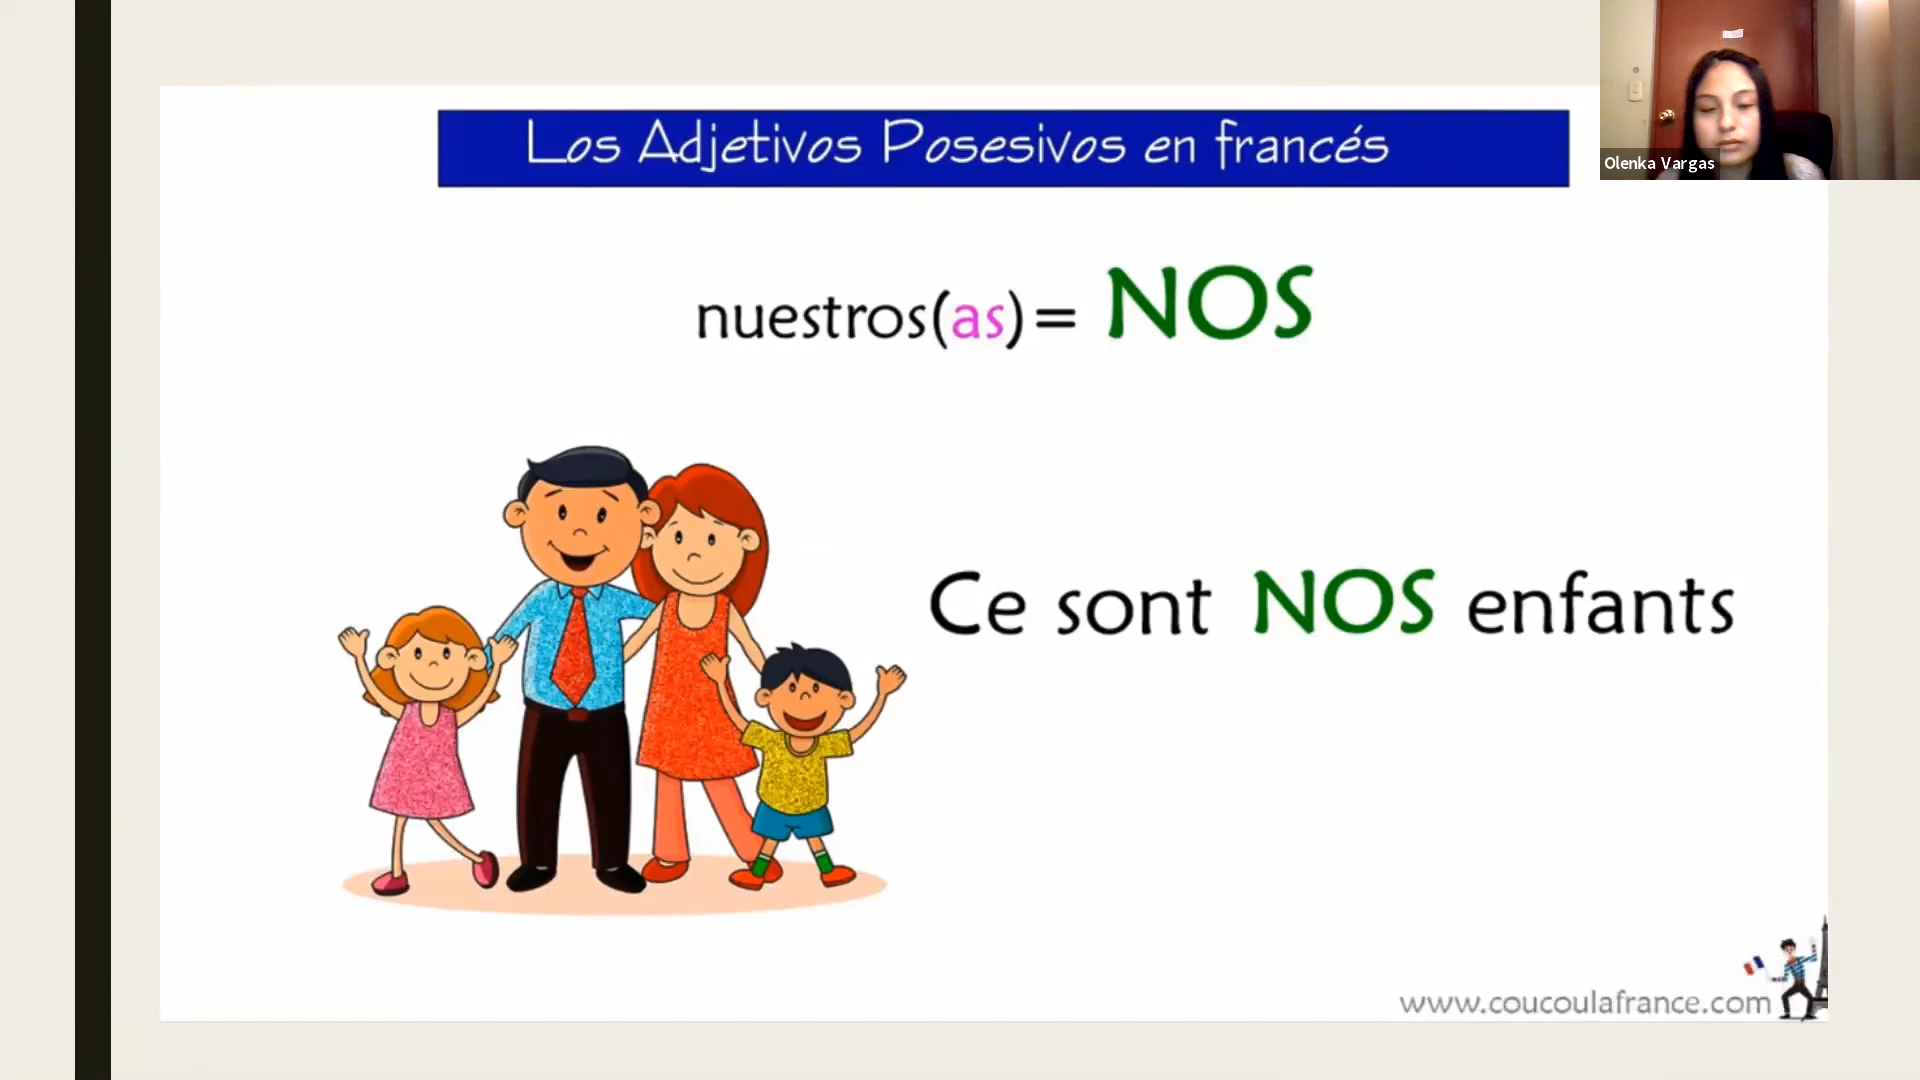 Los Adjetivos Posesivos en francés
Olenka Vargas
nuestros(as) = NOS
Ce sont NOS enfants
www.coucoulafrance.com